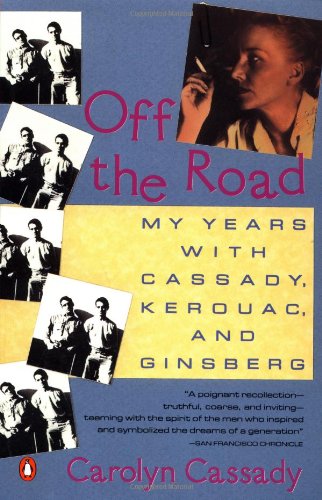 Off
the Road
MY YEARS
WITH
CASSADY,
KEROUAC,
AND
GINSBERG
"A poignant recollection—
truthful, coarse, and inviting—
teeming with the spirit of the men who inspired
and symbolized the dreams of a generation"
—SAN FRANCISCO CHRONICLE
Carolyn Cassady